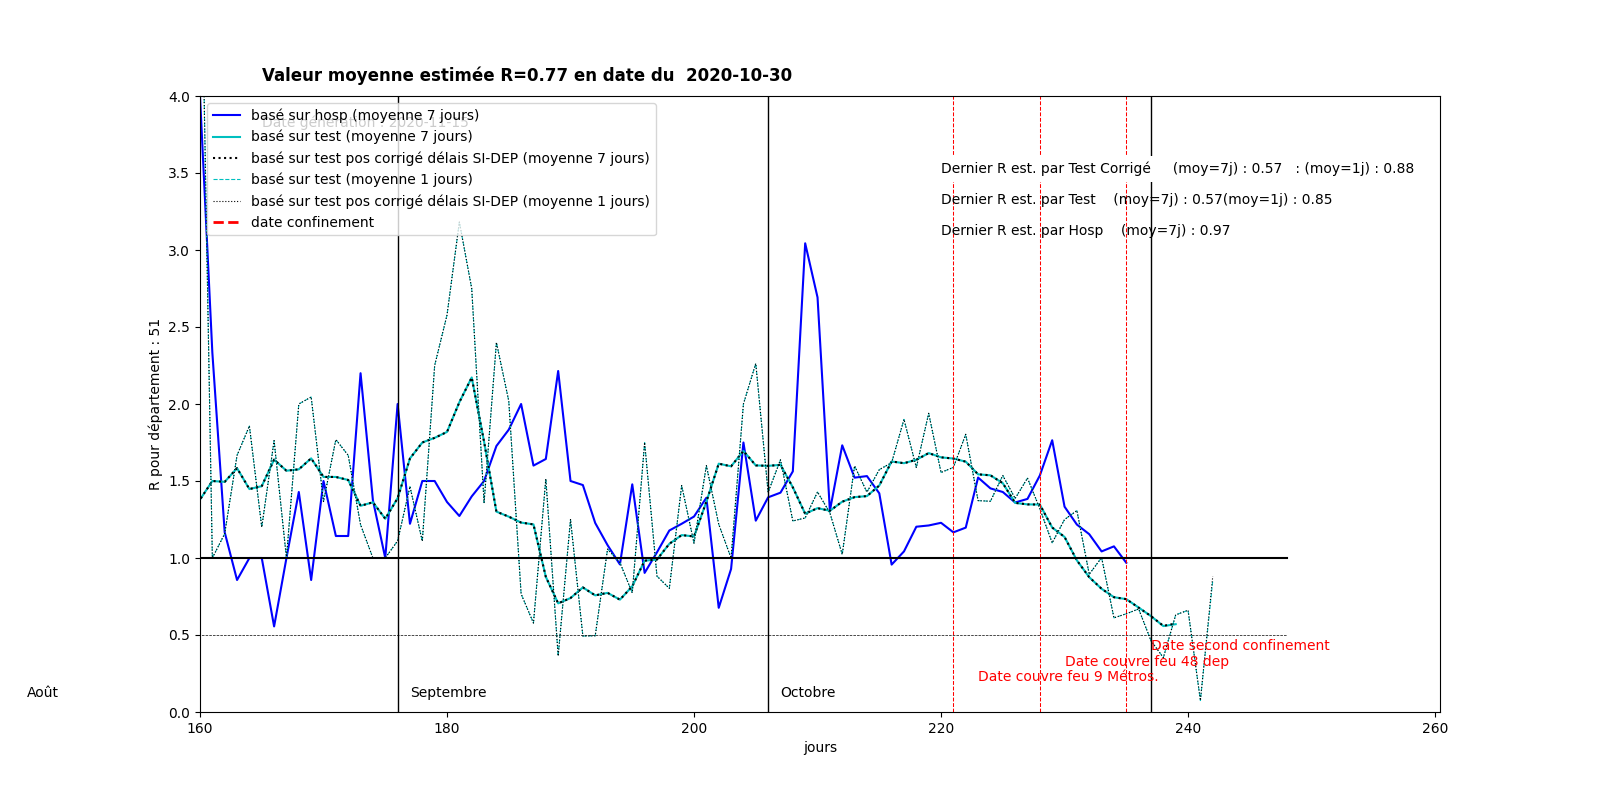 Valeur moyenne estimée R=0.77 en date du  2020-10-30
4.0
3.5
3.0
2.5
2.0
1.5
1.0
0.5
0.0
R pour département : 51
basé sur hosp (moyenne 7 jours)
Date génération : 2020-11-15
basé sur test (moyenne 7 jours)
basé sur test pos corrigé délais SI-DEP (moyenne 7 jours)
basé sur test (moyenne 1 jours)
basé sur test pos corrigé délais SI-DEP (moyenne 1 jours)
date confinement
Dernier R est. par Test Corrigé     (moy=7j) : 0.57   : (moy=1j) : 0.88
Dernier R est. par Test    (moy=7j) : 0.57(moy=1j) : 0.85
Dernier R est. par Hosp    (moy=7j) : 0.97
Date second confinement
Date couvre feu 48 dep
Date couvre feu 9 Métros.
Août
Septembre
Octobre
160 180 200 220 240 260
jours